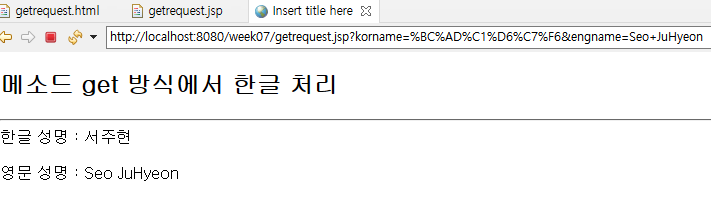 getrequest.html getrequest.jsp Insert title here
http://localhost:8080/week07/getrequest.jsp?korname=%BC%AD%C1%D6%C7%F6&engname=Seo+JuHyeon
메소드 get 방식에서 한글 처리
한글 성명 : 서주현
영문 성명 : Seo JuHyeon